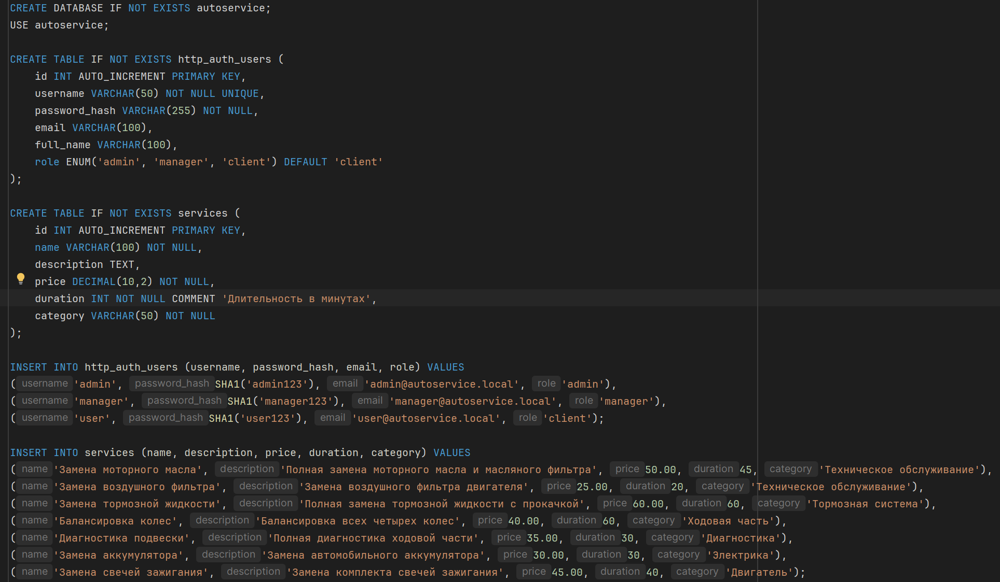 CREATE DATABASE IF NOT EXISTS autoservice;
USE autoservice;
CREATE TABLE IF NOT EXISTS http_auth_users (
id INT AUTO_INCREMENT PRIMARY KEY,
username VARCHAR(50) NOT NULL UNIQUE,
password_hash VARCHAR(255) NOT NULL,
email VARCHAR(100),
full_name VARCHAR(100),
role ENUM('admin', 'manager', 'client') DEFAULT 'client'
);
CREATE TABLE IF NOT EXISTS services (
id INT AUTO_INCREMENT PRIMARY KEY,
name VARCHAR(100) NOT NULL,
description TEXT,
price DECIMAL(10,2) NOT NULL,
duration INT NOT NULL COMMENT 'Длительность в минутах',
category VARCHAR(50) NOT NULL
);
INSERT INTO http_auth_users (username, password_hash, email, role) VALUES
( username 'admin', password_hash SHA1('admin123'), email 'admin@autoservice.local', role 'admin'),
( username 'manager', password_hash SHA1('manager123'), email 'manager@autoservice.local', role 'manager'),
( username 'user', password_hash SHA1('user123'), email 'user@autoservice.local', role 'client');
INSERT INTO services (name, description, price, duration, category) VALUES
( name 'Замена моторного масла', description 'Полная замена моторного масла и масляного фильтра', price 50.00, duration 45, category 'Техническое обслуживание'),
( name 'Замена воздушного фильтра', description 'Замена воздушного фильтра двигателя', price 25.00, duration 20, category 'Техническое обслуживание'),
( name 'Замена тормозной жидкости', description 'Полная замена тормозной жидкости с прокачкой', price 60.00, duration 60, category 'Тормозная система'),
( name 'Балансировка колес', description 'Балансировка всех четырех колес', price 40.00, duration 60, category 'Ходовая часть'),
( name 'Диагностика подвески', description 'Полная диагностика ходовой части', price 35.00, duration 30, category 'Диагностика'),
( name 'Замена аккумулятора', description 'Замена автомобильного аккумулятора', price 30.00, duration 30, category 'Электрика'),
( name 'Замена свечей зажигания', description 'Замена комплекта свечей зажигания', price 45.00, duration 40, category 'Двигатель');